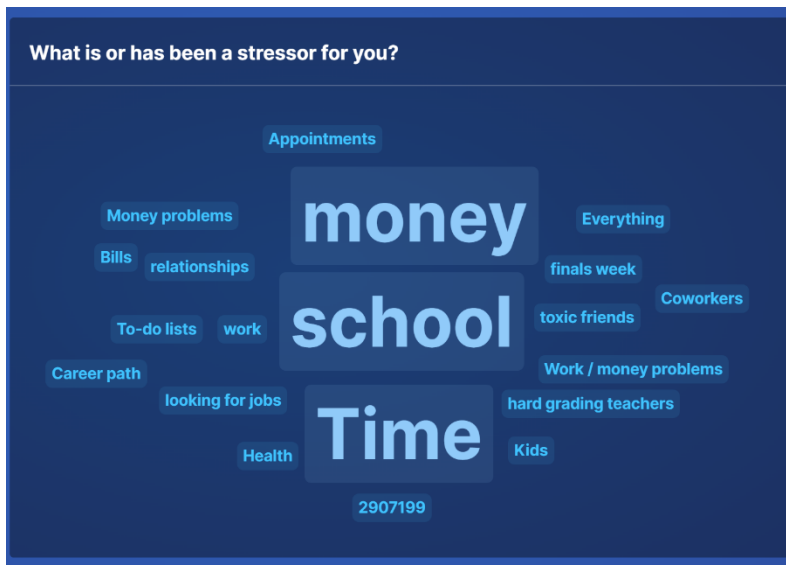 What is or has been a stressor for you?
Appointments
money
Money problems
Everything
Bills
relationships
finals week
Coworkers
school
toxic friends
To-do lists
work
Career path
Work / money problems
looking for jobs
hard grading teachers
Time
Health
Kids
2907199